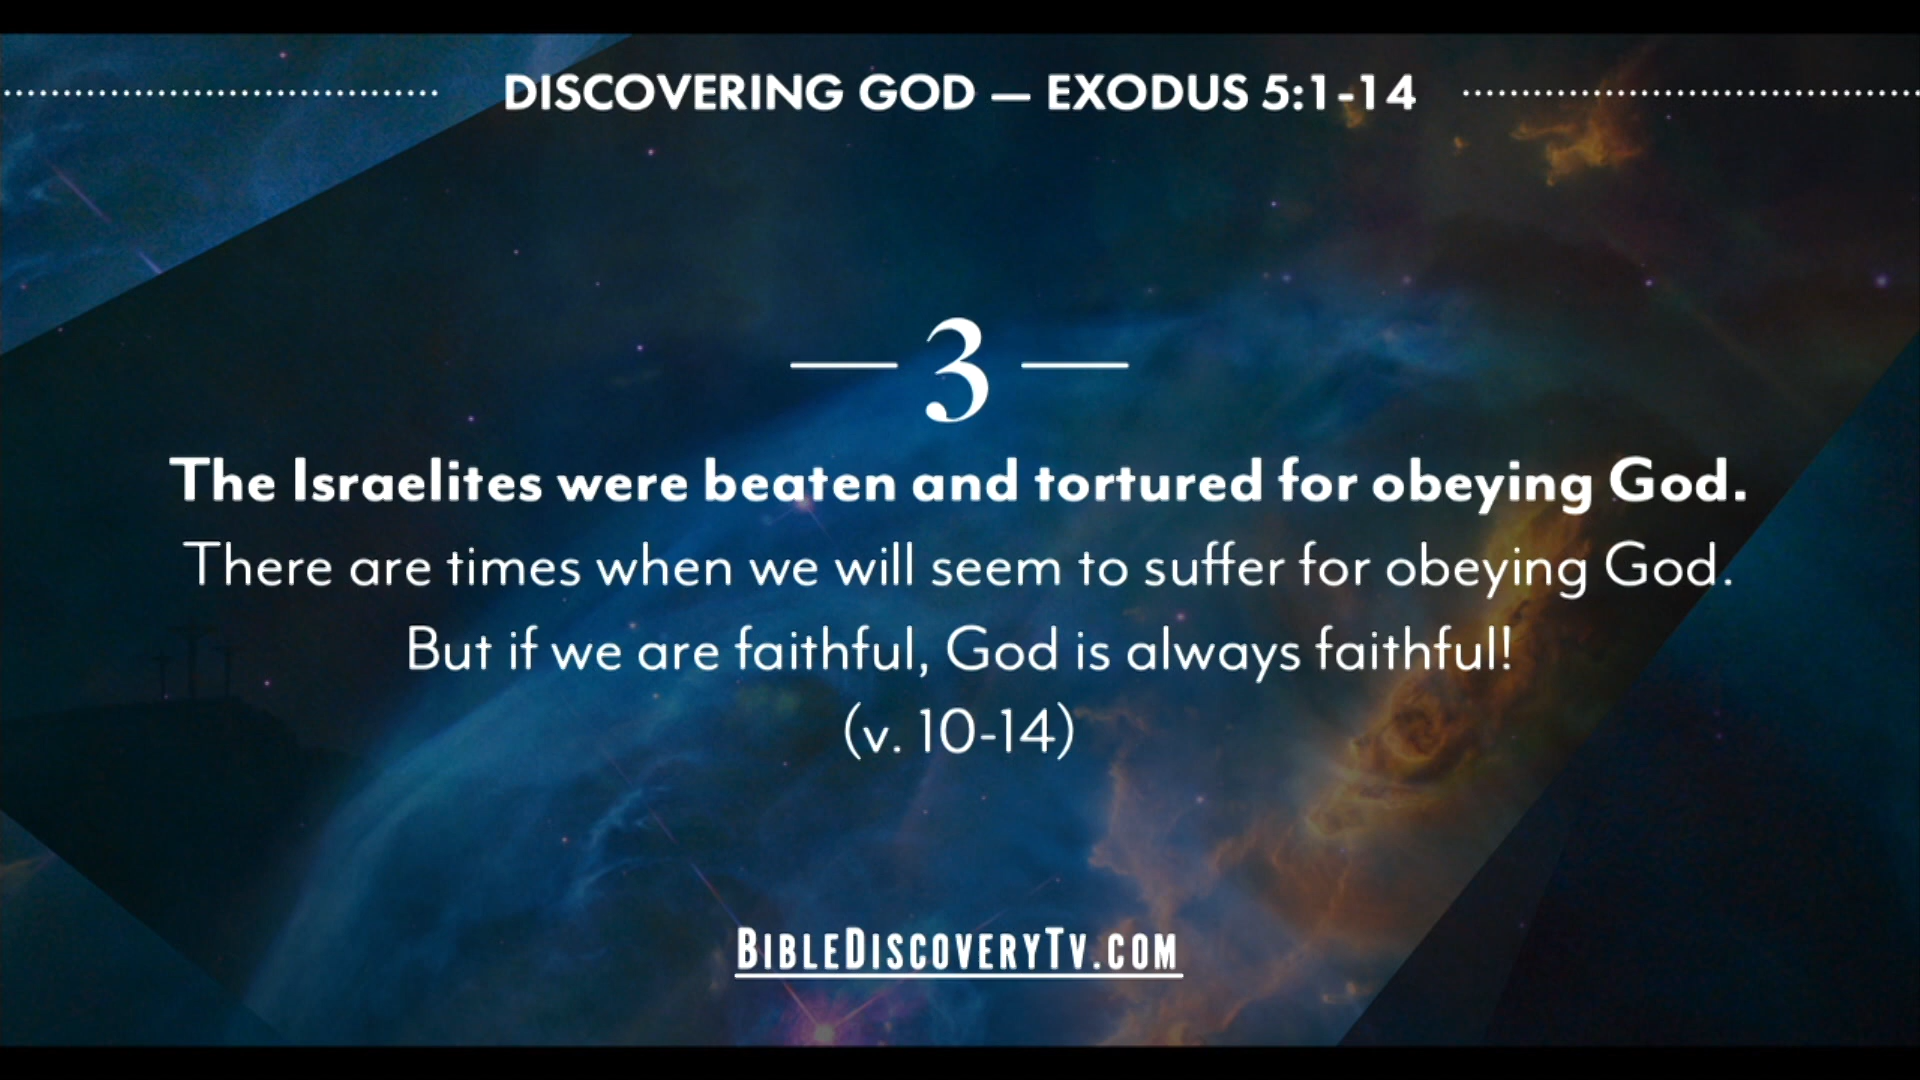 DISCOVERING GOD — EXODUS 5:1-14
— 3 —
The Israelites were beaten and tortured for obeying God.
There are times when we will seem to suffer for obeying God.
But if we are faithful, God is always faithful!
(v. 10-14)
BIBLEDISCOVERYTV.COM